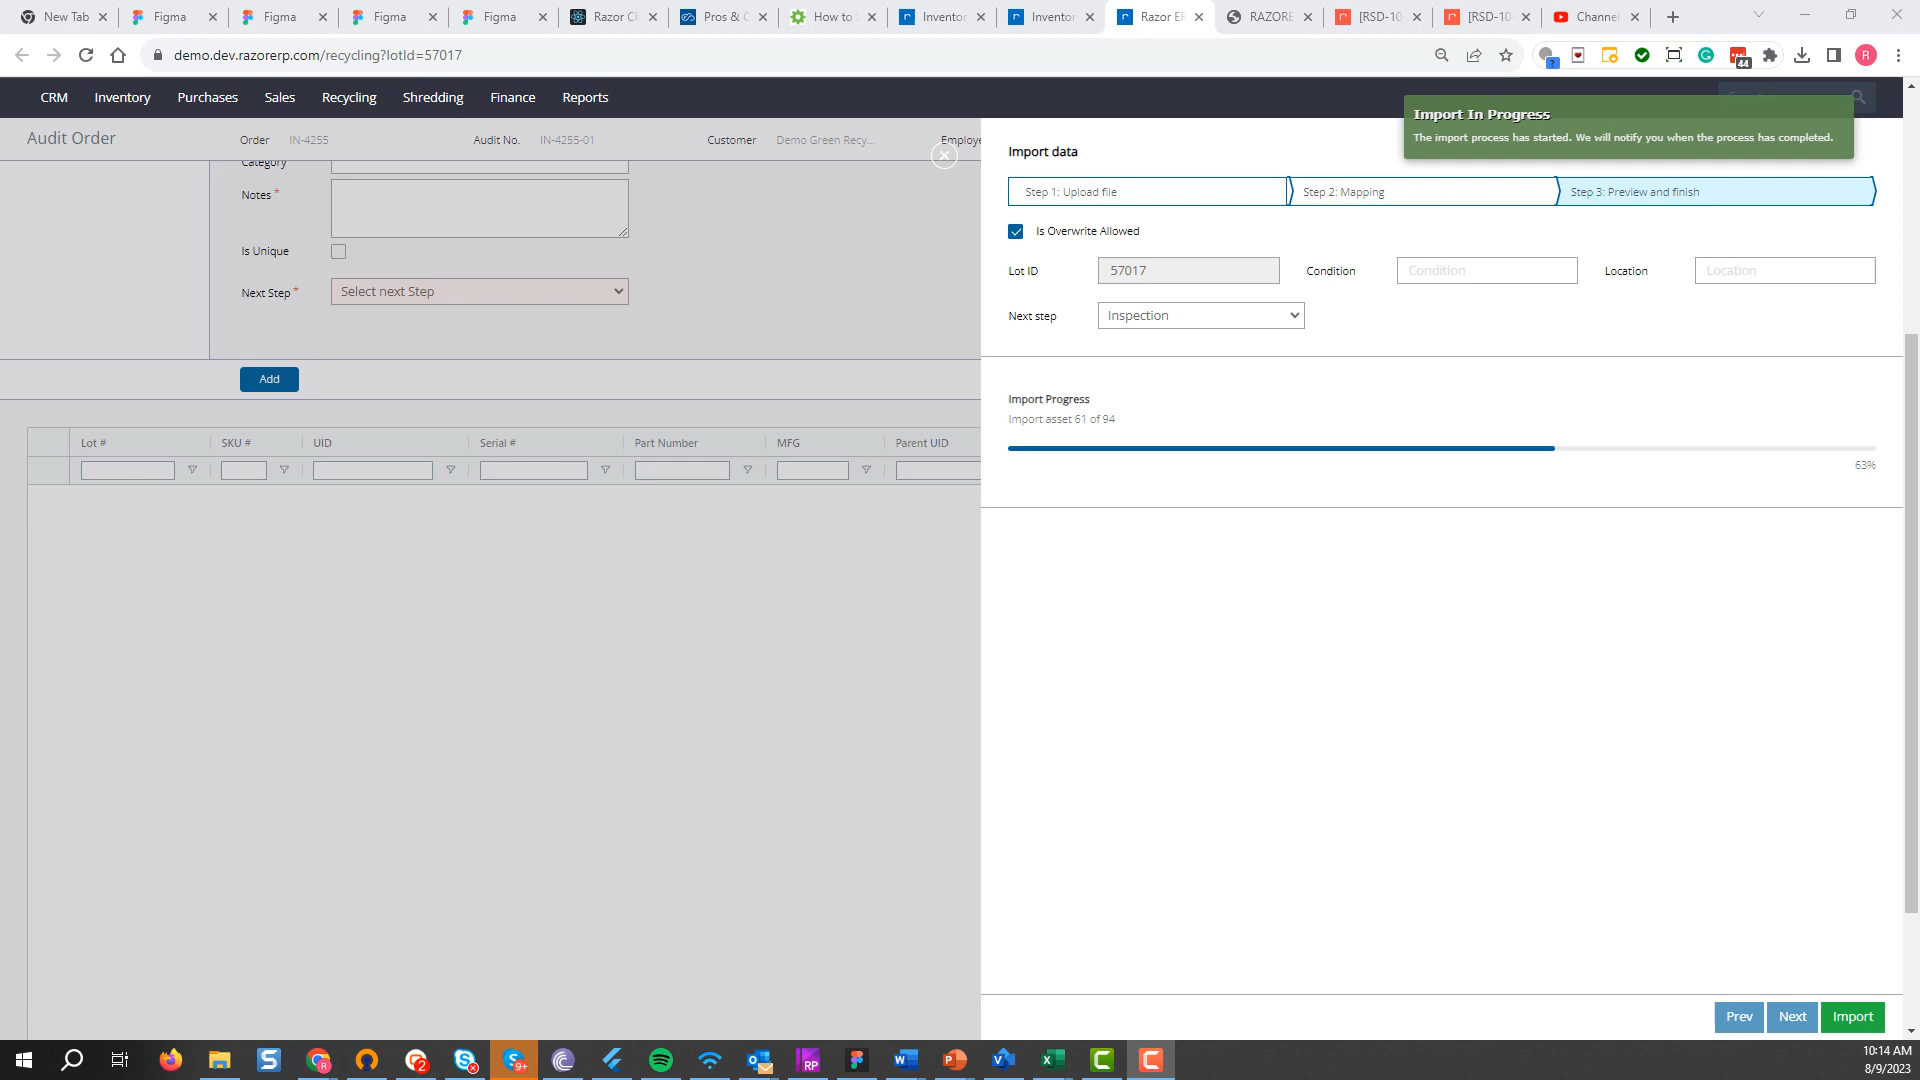 New Tab
Figma
Figma
Figma
Figma
Razor Cl
Pros & C
How to
Inventor
Inventor
Razor ER
RAZORE
[RSD-10
[RSD-10
Channel
demo.dev.razorerp.com/recycling?lotId=57017
44
R
CRM Inventory Purchases Sales Recycling Shredding Finance Reports
Import In Progress
The import process has started. We will notify you when the process has completed.
Audit Order
Order IN-4255
Audit No. IN-4255-01
Customer Demo Green Recy...
Employe
Category
Notes *
Is Unique
Next Step *
Select next Step
Add
Lot # SKU # UID Serial # Part Number MFG Parent UID
Import data
Step 1: Upload file
Step 2: Mapping
Step 3: Preview and finish
Is Overwrite Allowed
Lot ID 57017
Condition Condition
Location Location
Next step Inspection
Import Progress
Import asset 61 of 94
63%
Prev Next Import
10:14 AM
8/9/2023